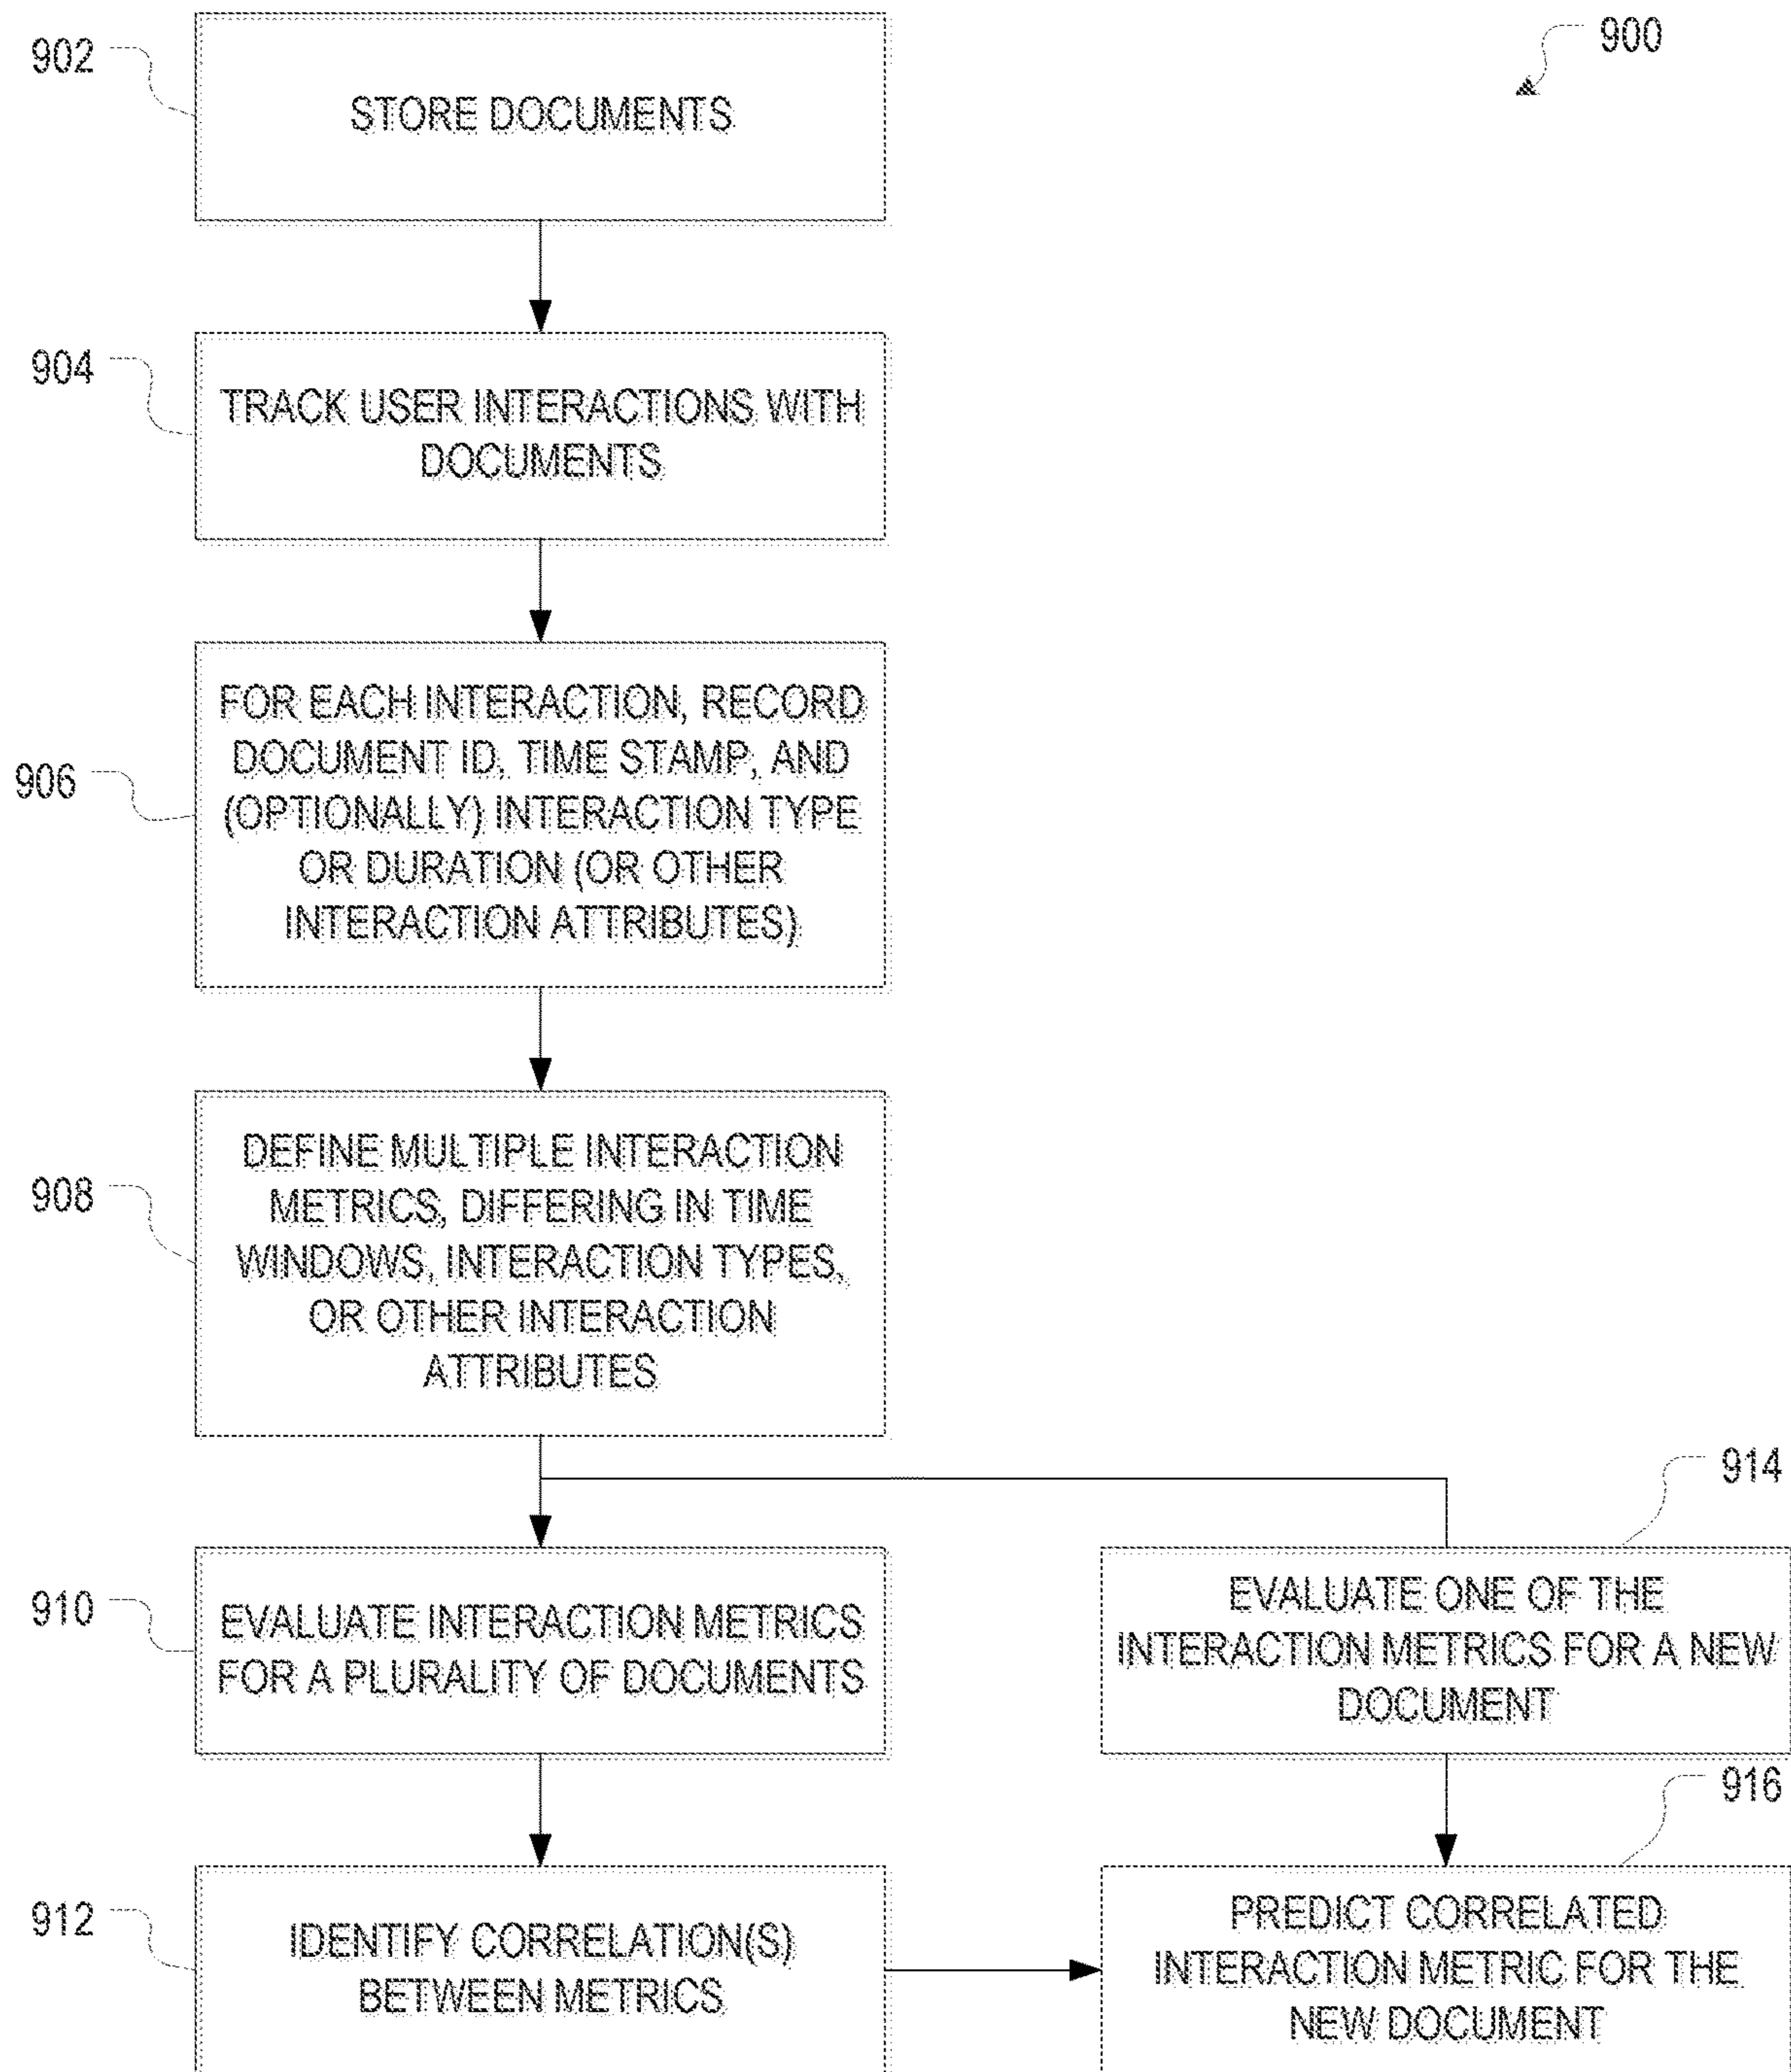 900
902
STORE DOCUMENTS
904
TRACK USER INTERACTIONS WITH
DOCUMENTS
906
FOR EACH INTERACTION, RECORD
DOCUMENT ID, TIME STAMP, AND
(OPTIONALLY) INTERACTION TYPE
OR DURATION (OR OTHER
INTERACTION ATTRIBUTES)
908
DEFINE MULTIPLE INTERACTION
METRICS, DIFFERING IN TIME
WINDOWS, INTERACTION TYPES,
OR OTHER INTERACTION
ATTRIBUTES
910
EVALUATE INTERACTION METRICS
FOR A PLURALITY OF DOCUMENTS
914
EVALUATE ONE OF THE
INTERACTION METRICS FOR A NEW
DOCUMENT
912
IDENTIFY CORRELATION(S)
BETWEEN METRICS
916
PREDICT CORRELATED
INTERACTION METRIC FOR THE
NEW DOCUMENT